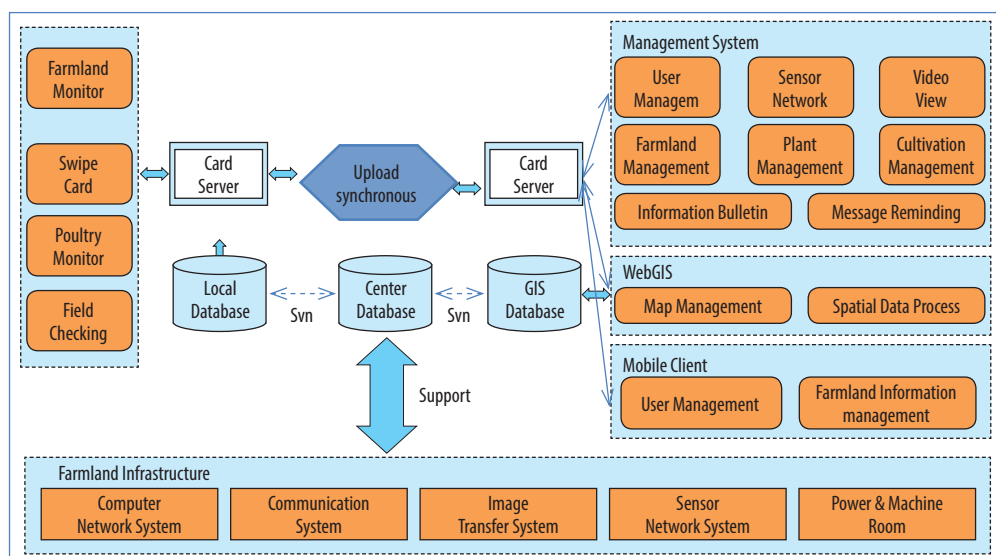 Farmland
Monitor
Swipe
Card
Poultry
Monitor
Field
Checking
Card
Server
Upload
synchronous
Card
Server
Local
Database
Svn
Center
Database
Svn
GIS
Database
Support
Management System
User
Managem
Sensor
Network
Video
View
Farmland
Management
Plant
Management
Cultivation
Management
Information Bulletin
Message Reminding
WebGIS
Map Management
Spatial Data Process
Mobile Client
User Management
Farmland Information
management
Farmland Infrastructure
Computer
Network System
Communication
System
Image
Transfer System
Sensor
Network System
Power & Machine
Room